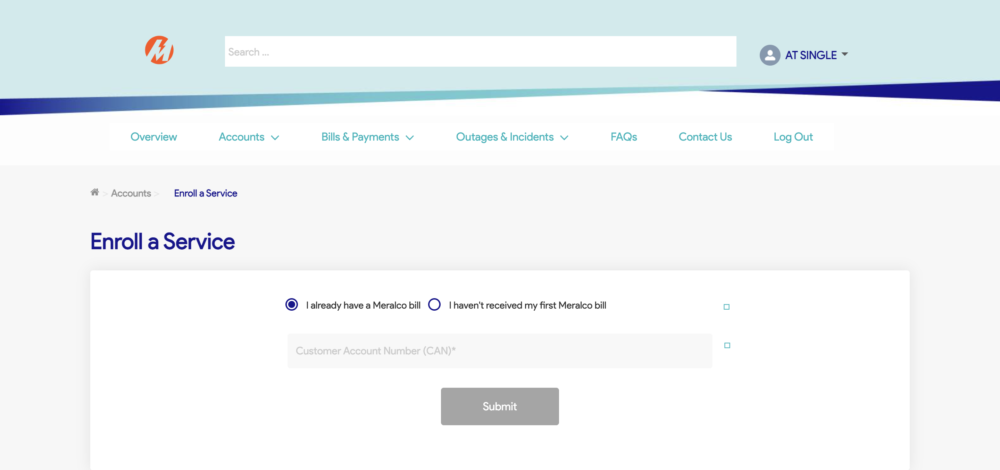 Search ...
AT SINGLE
Overview Accounts Bills & Payments Outages & Incidents FAQs Contact Us Log Out
> Accounts > Enroll a Service
Enroll a Service
I already have a Meralco bill I haven't received my first Meralco bill
Customer Account Number (CAN)*
Submit